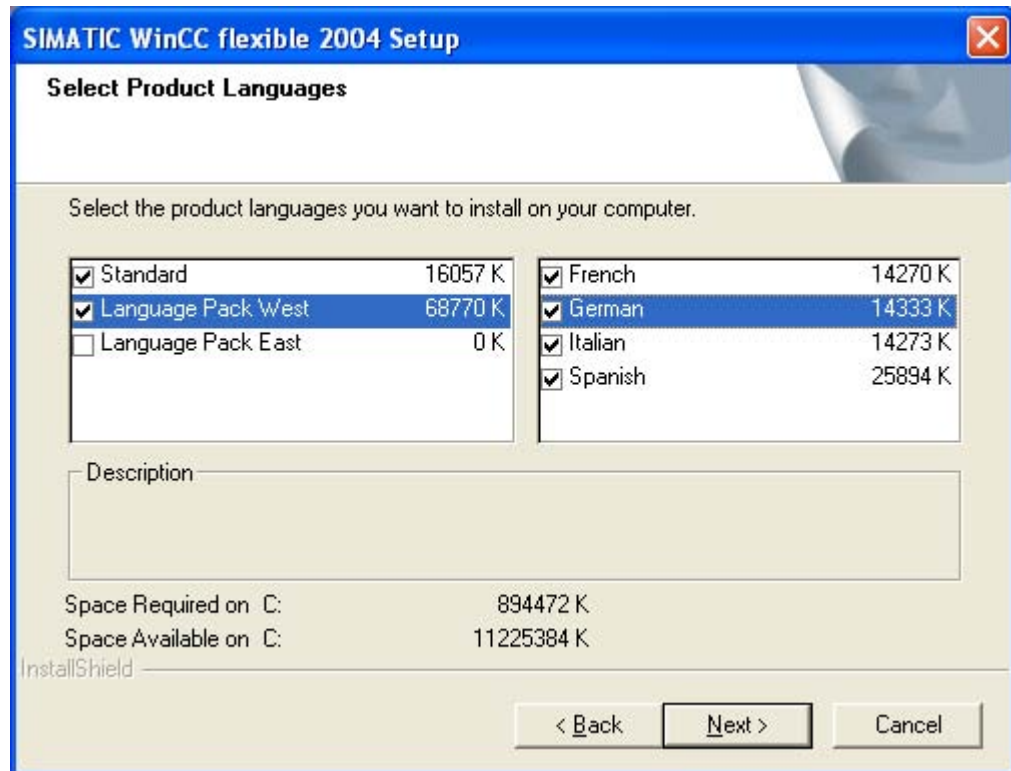 SIMATIC WinCC flexible 2004 Setup
Select Product Languages
Select the product languages you want to install on your computer.
Standard 16057 K
Language Pack West 68770 K
Language Pack East 0 K
French 14270 K
German 14333 K
Italian 14273 K
Spanish 25894 K
Description
Space Required on C: 894472 K
Space Available on C: 11225384 K
InstallShield
< Back
Next >
Cancel